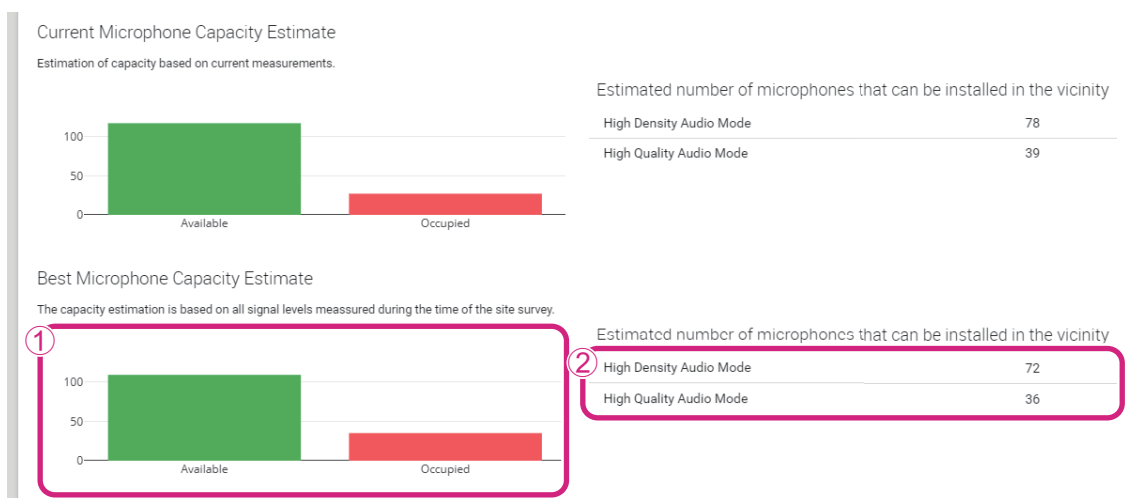 Current Microphone Capacity Estimate
Estimation of capacity based on current measurements.
Estimated number of microphones that can be installed in the vicinity
High Density Audio Mode 78
High Quality Audio Mode 39
100
50
0
Available Occupied
Best Microphone Capacity Estimate
The capacity estimation is based on all signal levels meassured during the time of the site survey.
1
Estimated number of microphones that can be installed in the vicinity
2
High Density Audio Mode 72
High Quality Audio Mode 36
100
50
0
Available Occupied